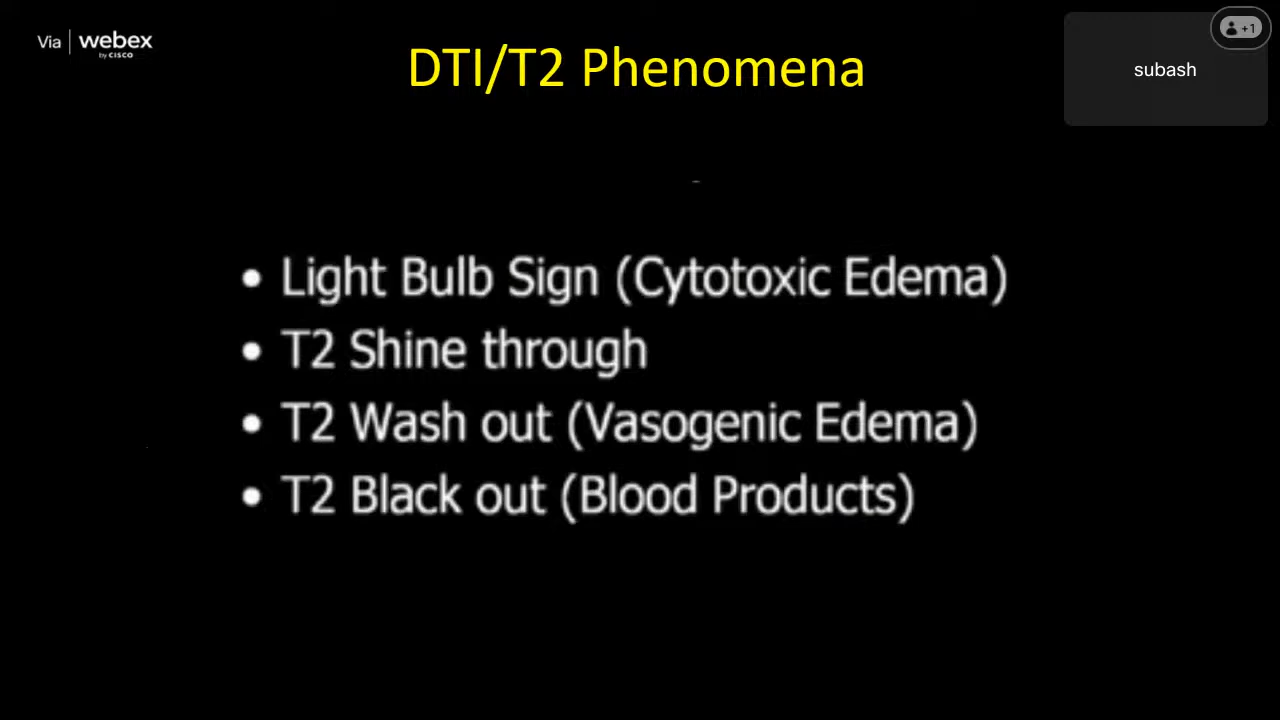 Via webex
by CISCO
DTI/T2 Phenomena
+1
subash
• Light Bulb Sign (Cytotoxic Edema)
• T2 Shine through
• T2 Wash out (Vasogenic Edema)
• T2 Black out (Blood Products)